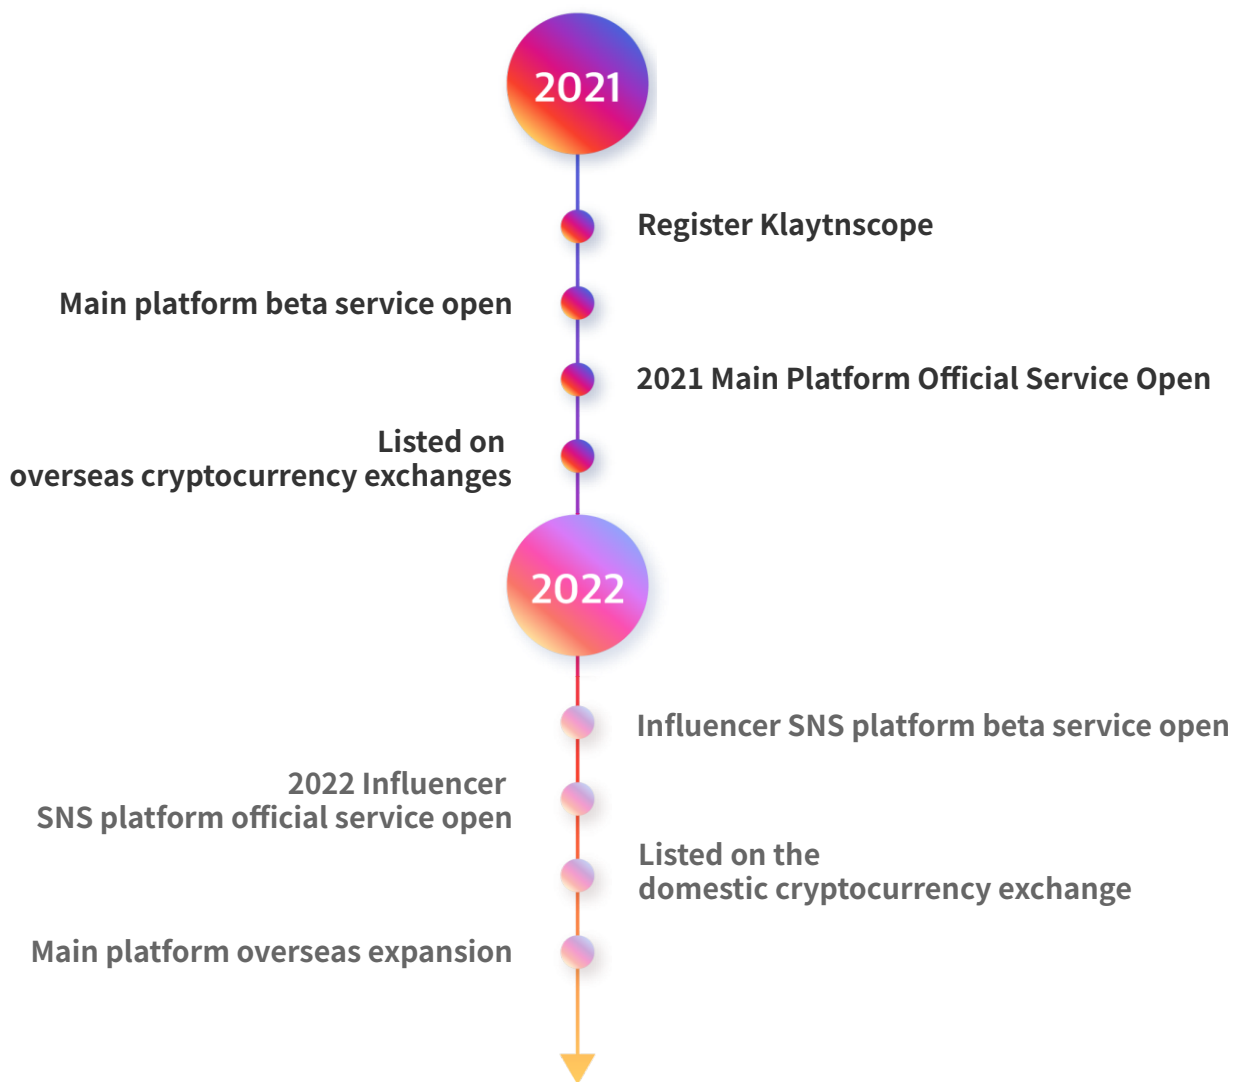 2021
Register Klaytnscope
Main platform beta service open
2021 Main Platform Official Service Open
Listed on
overseas cryptocurrency exchanges
2022
Influencer SNS platform beta service open
2022 Influencer
SNS platform official service open
Listed on the
domestic cryptocurrency exchange
Main platform overseas expansion